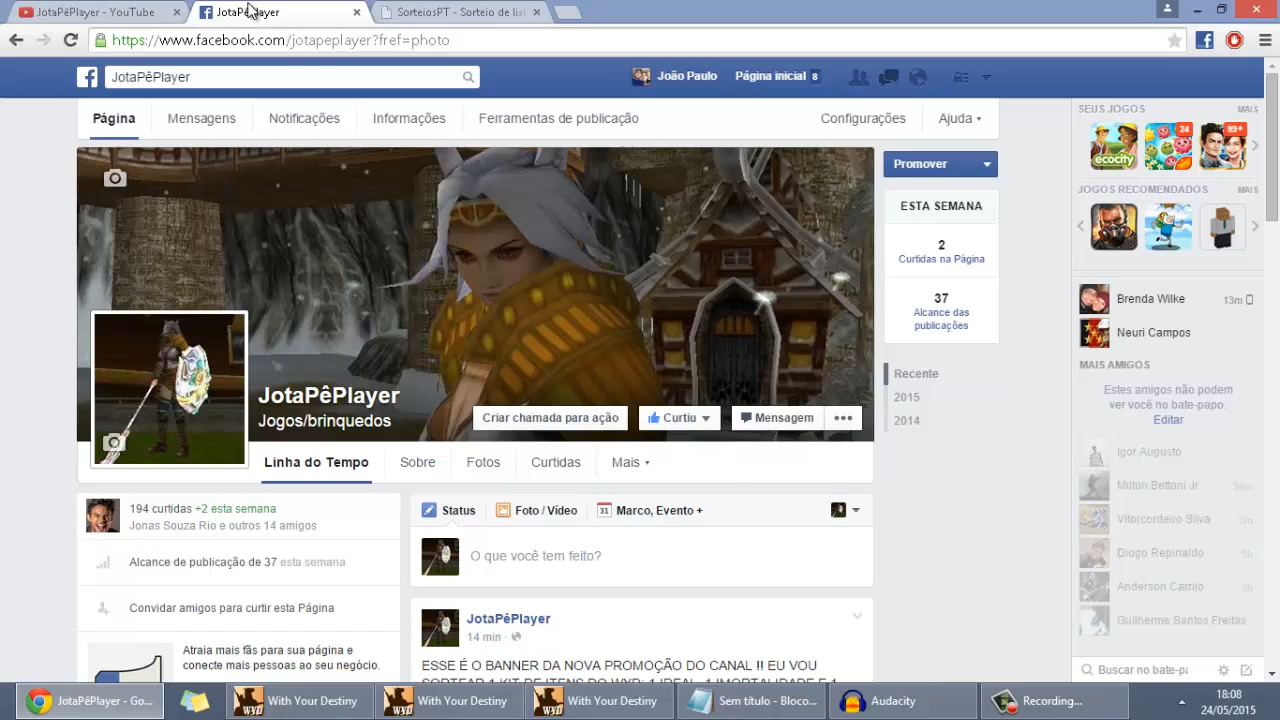 JotaPêPlayer - YouTube
JotaPêPlayer
SorteiosPT - Sorteio de list
https://www.facebook.com/jotapeplayer?fref=photo
JotaPêPlayer
João Paulo
Página inicial 8
Página
Mensagens
Notificações
Informações
Ferramentas de publicação
Configurações
Ajuda
SEUS JOGOS
MAIS
ecocity
24
99+
JOGOS RECOMENDADOS
MAIS
Promover
ESTA SEMANA
2
Curtidas na Página
37
Alcance das
publicações
Recente
2015
2014
JotaPêPlayer
Jogos/brinquedos
Criar chamada para ação
Curtiu
Mensagem
Linha do Tempo
Sobre
Fotos
Curtidas
Mais
194 curtidas +2 esta semana
Jonas Souza Rio e outros 14 amigos
Alcance de publicação de 37 esta semana
Convidar amigos para curtir esta Página
Atraia mais fãs para sua página e
conecte mais pessoas ao seu negócio.
Status
Foto / Vídeo
31
Marco, Evento +
O que você tem feito?
JotaPêPlayer
14 min
ESSE É O BANNER DA NOVA PROMOÇÃO DO CANAL !! EU VOU
Brenda Wilke
13m
Neuri Campos
MAIS AMIGOS
Estes amigos não podem
ver você no bate-papo.
Editar
Igor Augusto
Milton Bettoni Jr
Vitorcordeiro Silva
2m
Diogo Repinaldo
5h
Anderson Carrijo
Guilherme Santos Freitas
Buscar no bate-pa
JotaPêPlayer - Go...
WYD
With Your Destiny
WYD
With Your Destiny
WYD
With Your Destiny
Sem título - Bloco...
Audacity
Recording...
18:08
24/05/2015